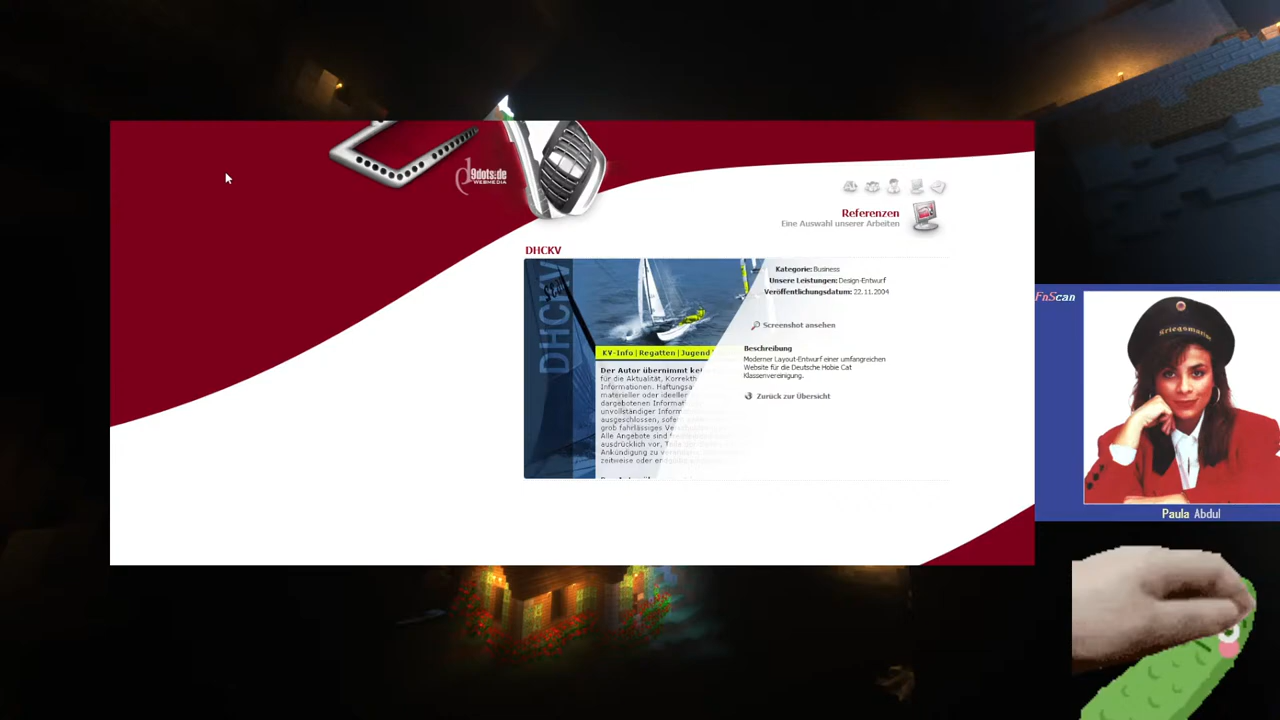 9dots.de
WEBMEDIA
Referenzen
Eine Auswahl unserer Arbeiten
DHCKV
DHCKV
Kategorie: Business
Unsere Leistungen: Design-Entwurf
Veröffentlichungsdatum: 22.11.2004
Screenshot ansehen
Beschreibung
Moderner Layout-Entwurf einer umfangreichen
Website für die Deutsche Hobie Cat
Klassenvereinigung.
Zurück zur Übersicht
KV-Info | Regatten | Jugend
Der Autor übernimmt kei
für die Aktualität, Korrekth
Informationen. Haftungsa
materieller oder ideeller
dargebotenen Informat
unvollständiger Inform
ausgeschlossen, sofer
grob fahrlässiges Ver
Alle Angebote sind
ausdrücklich vor,
Ankündigung zu
zeitweise oder
FnScan
Kriegsmarine
Paula Abdul